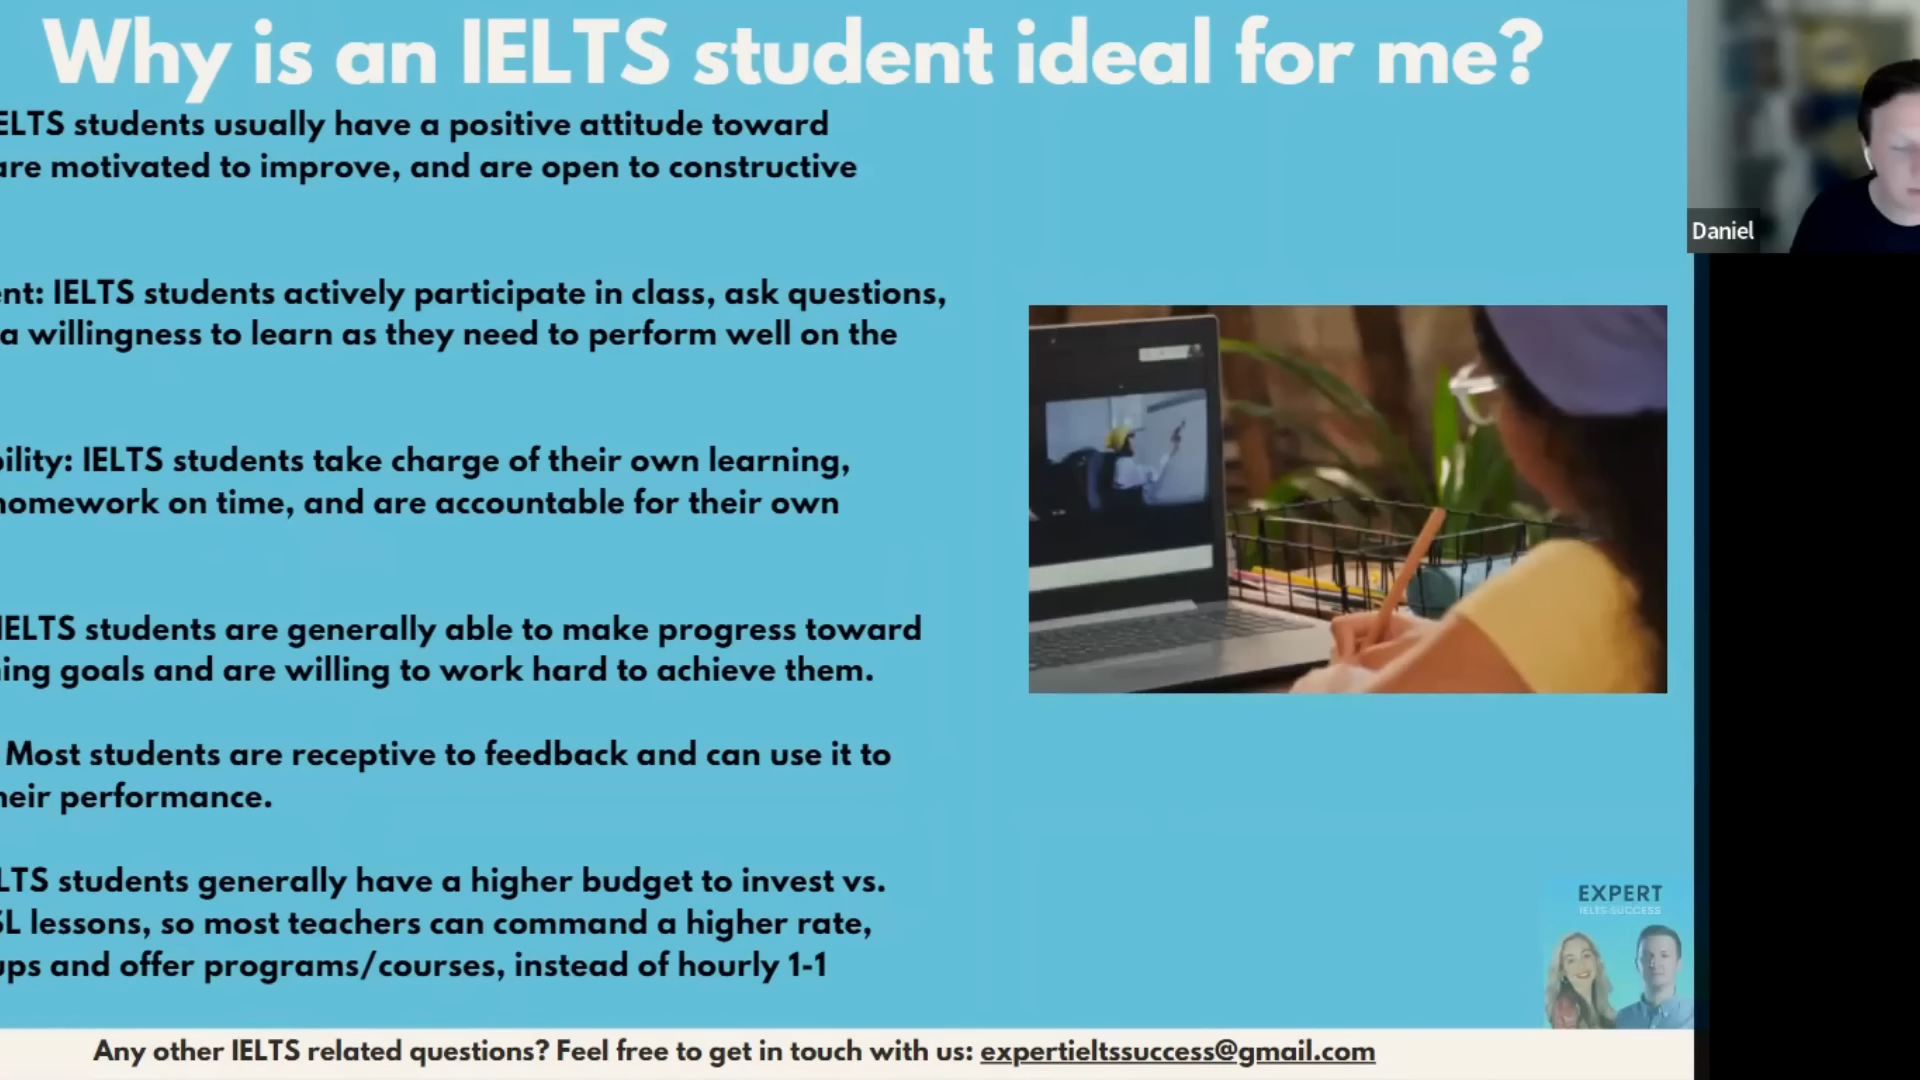 Why is an IELTS student ideal for me?
ELTS students usually have a positive attitude toward
are motivated to improve, and are open to constructive
ent: IELTS students actively participate in class, ask questions,
a willingness to learn as they need to perform well on the
bility: IELTS students take charge of their own learning,
homework on time, and are accountable for their own
IELTS students are generally able to make progress toward
ning goals and are willing to work hard to achieve them.
Most students are receptive to feedback and can use it to
heir performance.
LTS students generally have a higher budget to invest vs.
SL lessons, so most teachers can command a higher rate,
ups and offer programs/courses, instead of hourly 1-1
Daniel
EXPERT
IELTS SUCCESS
Any other IELTS related questions? Feel free to get in touch with us: expertieltssuccess@gmail.com